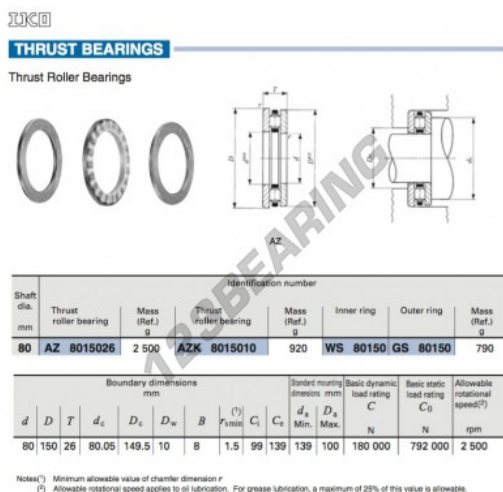 IKO
THRUST BEARINGS
Thrust Roller Bearings
T
r
r
D
d
D
d
AZ
123BEARING
Shaft dia. mm
Identification number
Thrust roller bearing
Mass (Ref.) g
Thrust roller bearing
Mass (Ref.) g
Inner ring
Outer ring
Mass (Ref.) g
80 AZ 8015026 2 500 AZK 8015010 920 WS 80150 GS 80150 790
Boundary dimensions mm
Standard mounting dimensions mm
Basic dynamic load rating C N
Basic static load rating C0 N
Allowable rotational speed(2) rpm
d D T dc Dc Dw B rsmin(1) Ci Ce da Min. Da Max.
80 150 26 80.05 149.5 10 8 1.5 99 139 139 100 180 000 792 000 2 500
Notes(1) Minimum allowable value of chamfer dimension r
(2) Allowable rotational speed applies to oil lubrication. For grease lubrication, a maximum of 25% of this value is allowable.